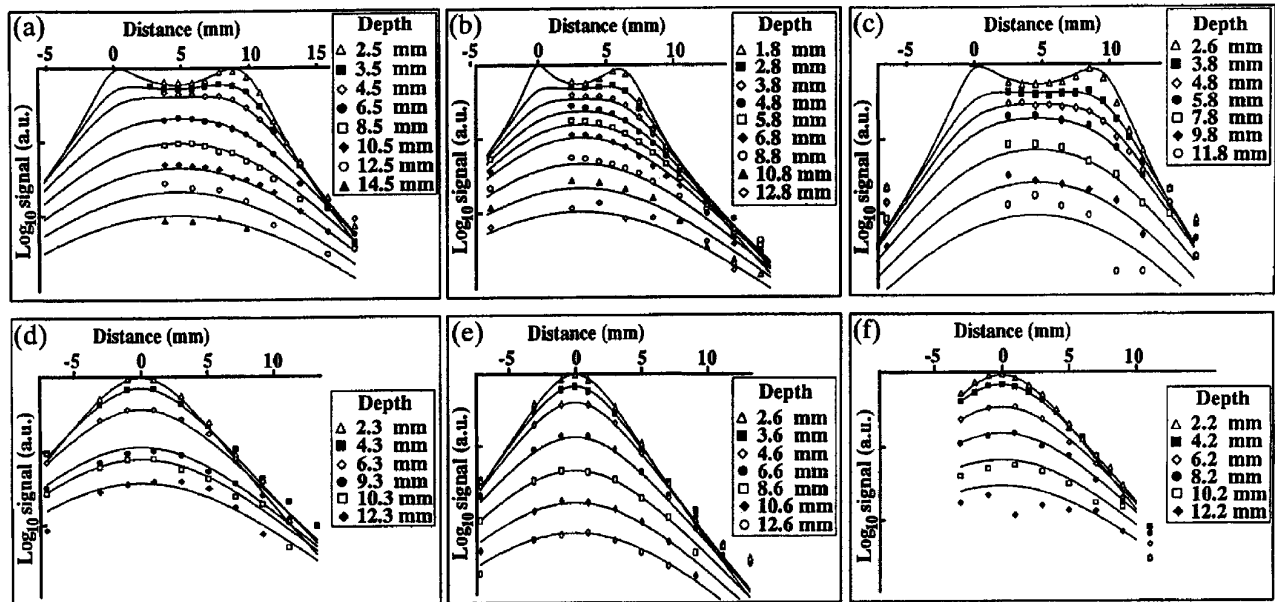 (a)
Distance (mm)
-5 0 5 10 15
Log10 signal (a.u.)
Depth
2.5 mm
3.5 mm
4.5 mm
6.5 mm
8.5 mm
10.5 mm
12.5 mm
14.5 mm
(b)
Distance (mm)
-5 0 5 10
Log10 signal (a.u.)
Depth
1.8 mm
2.8 mm
3.8 mm
4.8 mm
5.8 mm
6.8 mm
8.8 mm
10.8 mm
12.8 mm
(c)
Distance (mm)
-5 0 5 10
Log10 signal (a.u.)
Depth
2.6 mm
3.8 mm
4.8 mm
5.8 mm
7.8 mm
9.8 mm
11.8 mm
(d)
Distance (mm)
-5 0 5 10
Log10 signal (a.u.)
Depth
2.3 mm
4.3 mm
6.3 mm
9.3 mm
10.3 mm
12.3 mm
(e)
Distance (mm)
-5 0 5 10
Log10 signal (a.u.)
Depth
2.6 mm
3.6 mm
4.6 mm
6.6 mm
8.6 mm
10.6 mm
12.6 mm
(f)
Distance (mm)
-5 0 5 10
Log10 signal (a.u.)
Depth
2.2 mm
4.2 mm
6.2 mm
8.2 mm
10.2 mm
12.2 mm